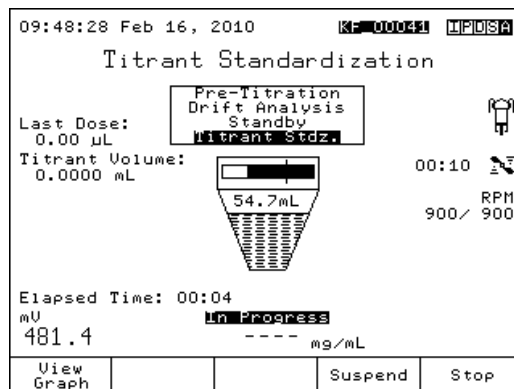 09:48:28 Feb 16, 2010 KF 00041 IPDSA
Titrant Standardization
Pre-Titration
Drift Analysis
Standby
Titrant Stdz.
Last Dose:
0.00 µL
Titrant Volume:
0.0000 mL
00:10
54.7mL
RPM
900/ 900
Elapsed Time: 00:04
mV
In Progress
481.4
---- mg/mL
View Graph
Suspend
Stop